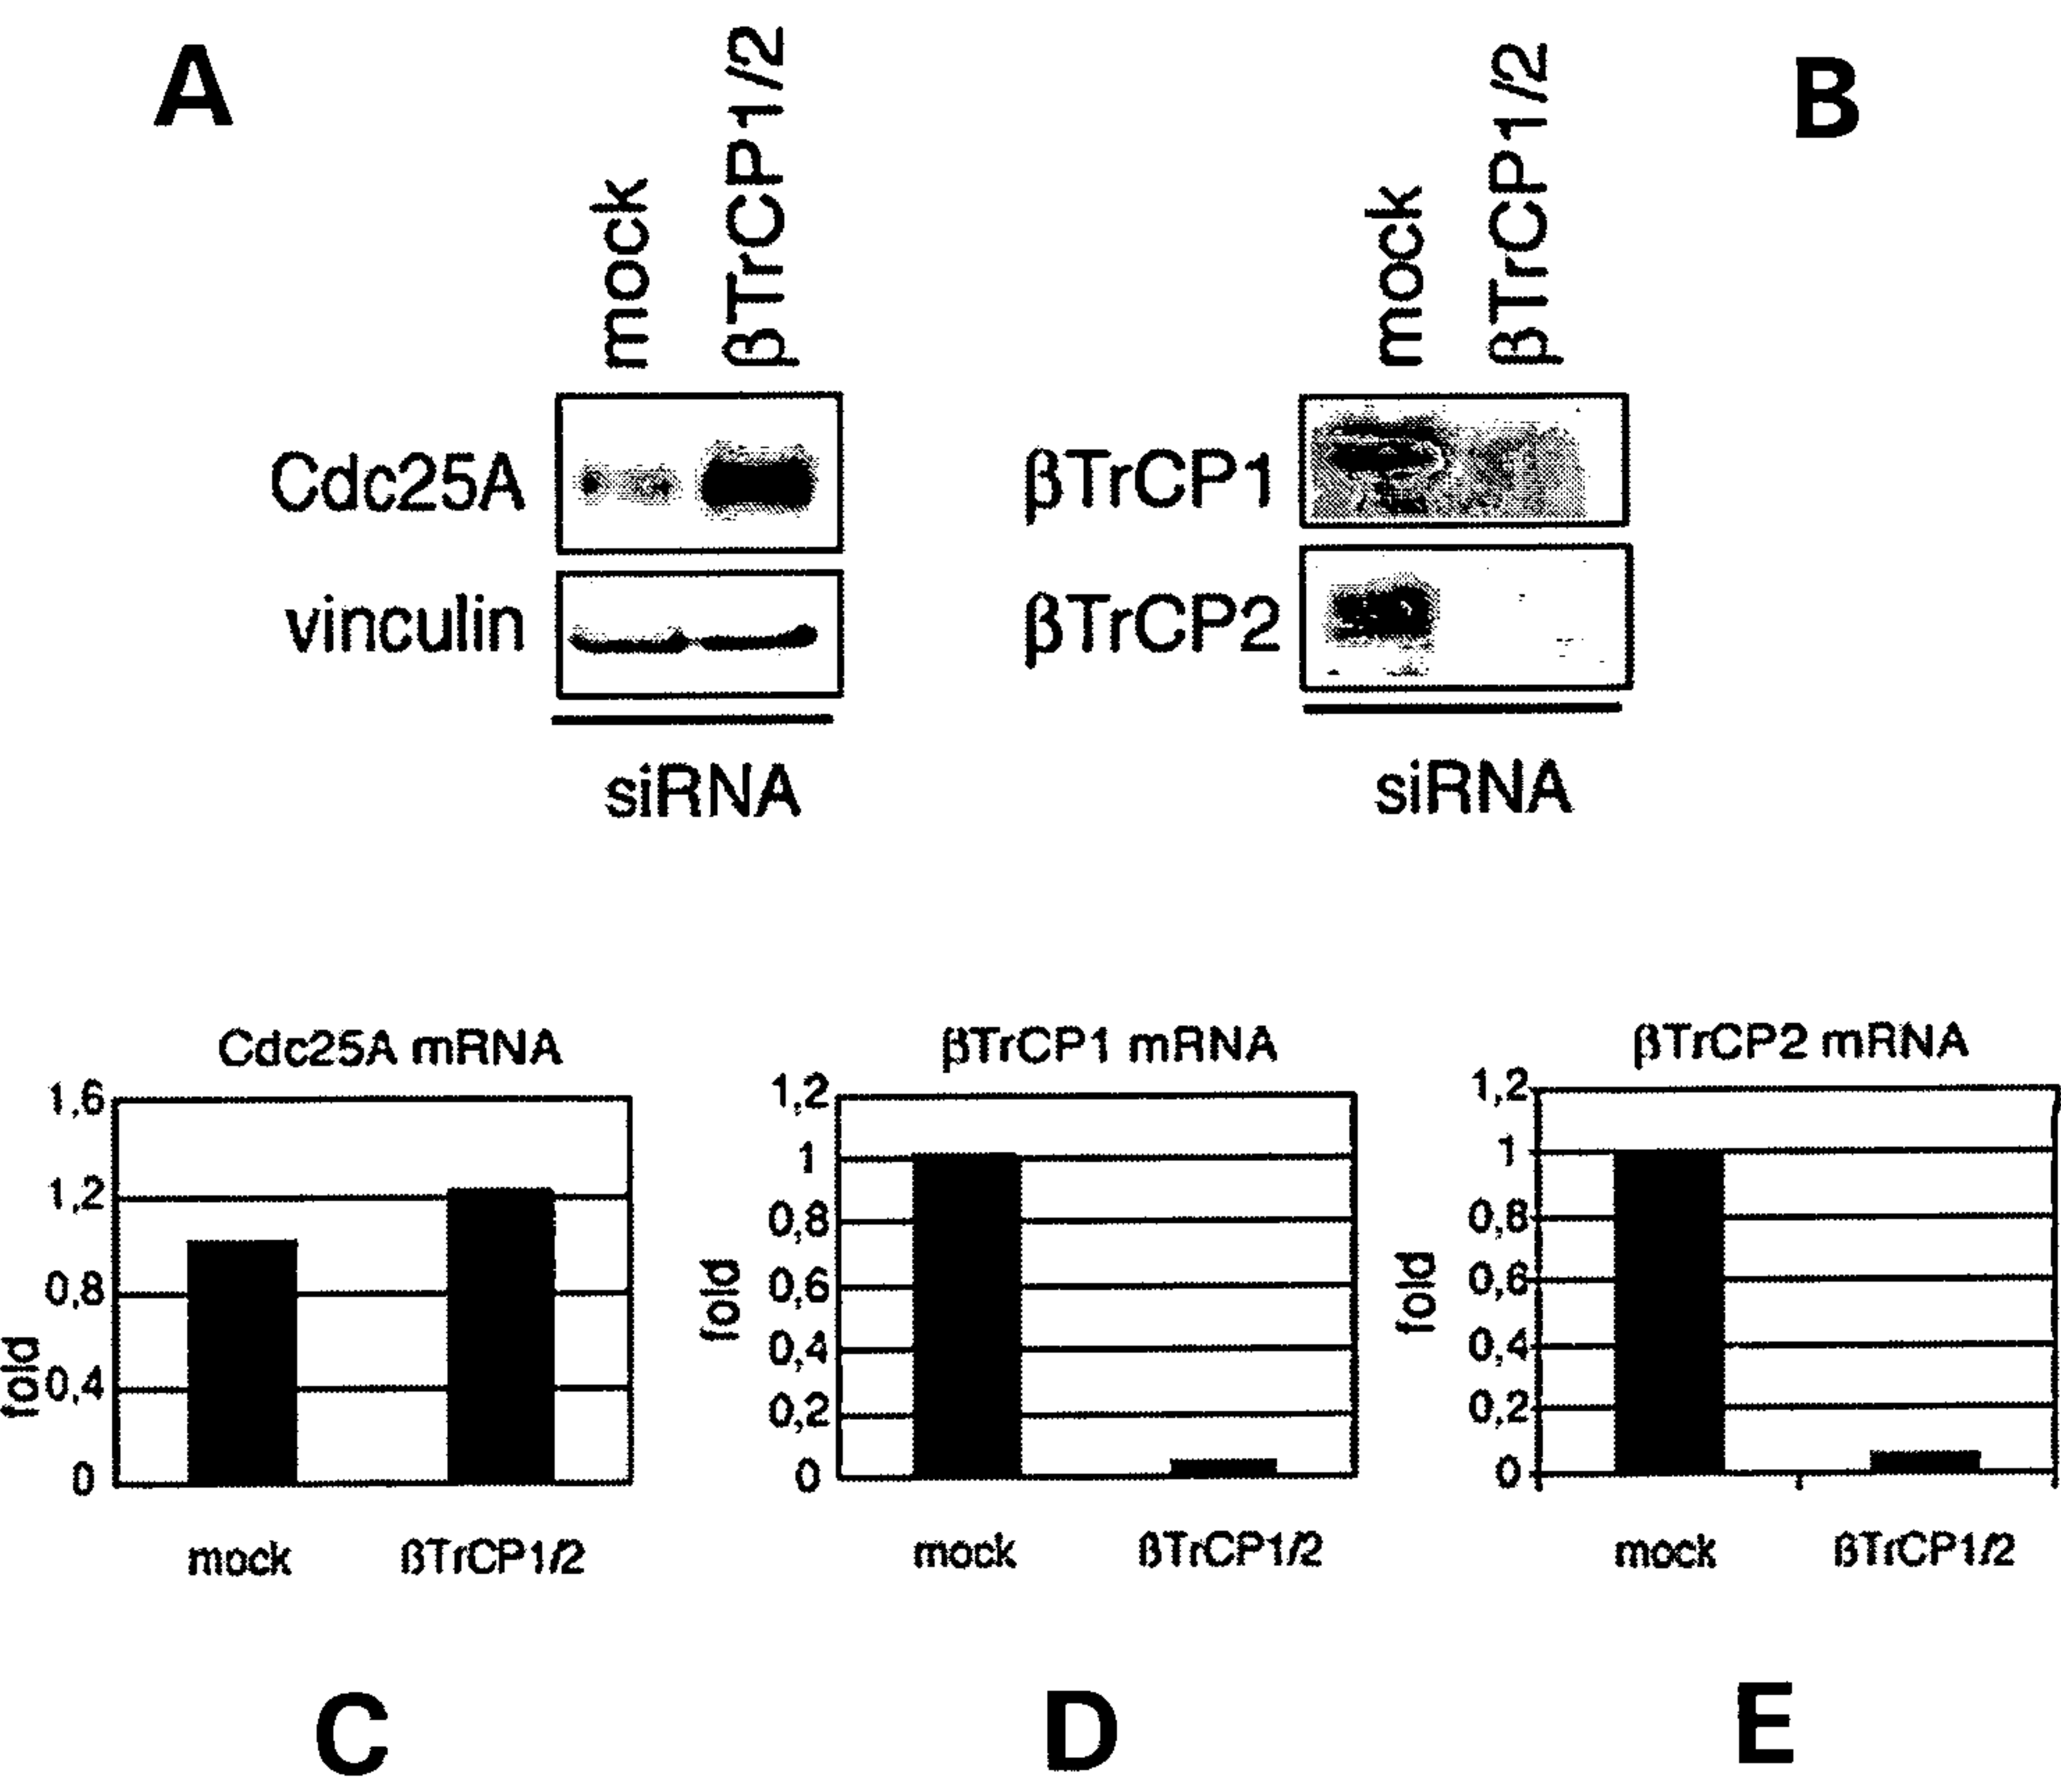 A
mock
βTrCP1/2
Cdc25A
vinculin
siRNA
B
mock
βTrCP1/2
βTrCP1
βTrCP2
siRNA
Cdc25A mRNA
1,6
1,2
0,8
0,4
0
fold
mock
ßTrCP1/2
C
βTrCP1 mRNA
1,2
1
0,8
0,6
0,4
0,2
0
fold
mock
ßTrCP1/2
D
βTrCP2 mRNA
1,2
1
0,8
0,6
0,4
0,2
0
fold
mock
ßTrCP1/2
E